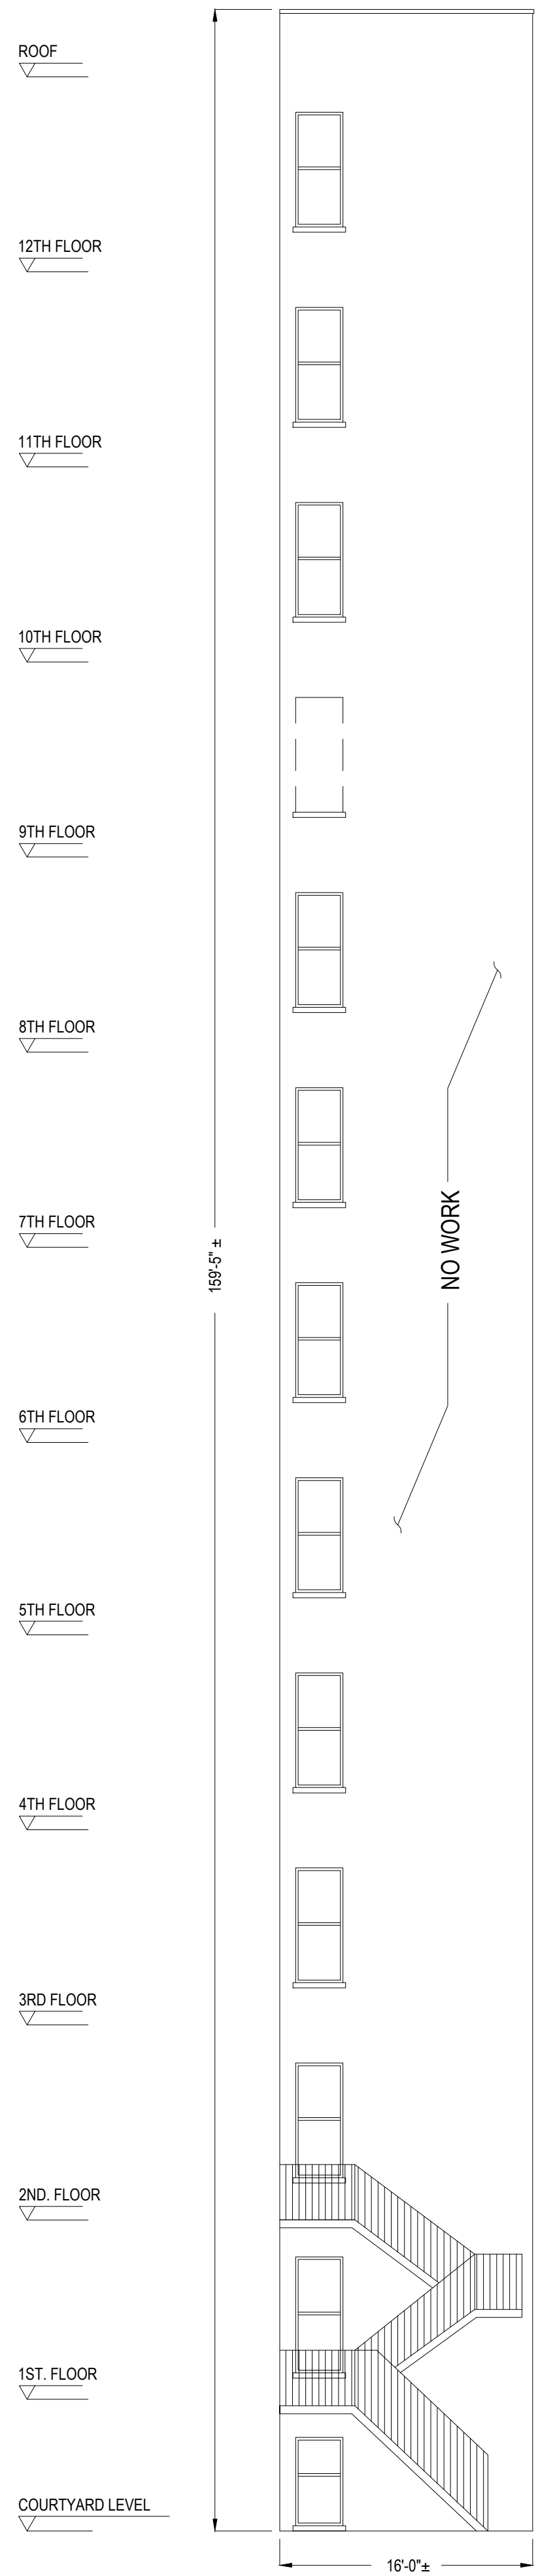 ROOF
12TH FLOOR
11TH FLOOR
10TH FLOOR
9TH FLOOR
8TH FLOOR
7TH FLOOR
159'-5" ±
NO WORK
6TH FLOOR
5TH FLOOR
4TH FLOOR
3RD FLOOR
2ND. FLOOR
1ST. FLOOR
COURTYARD LEVEL
16'-0"±